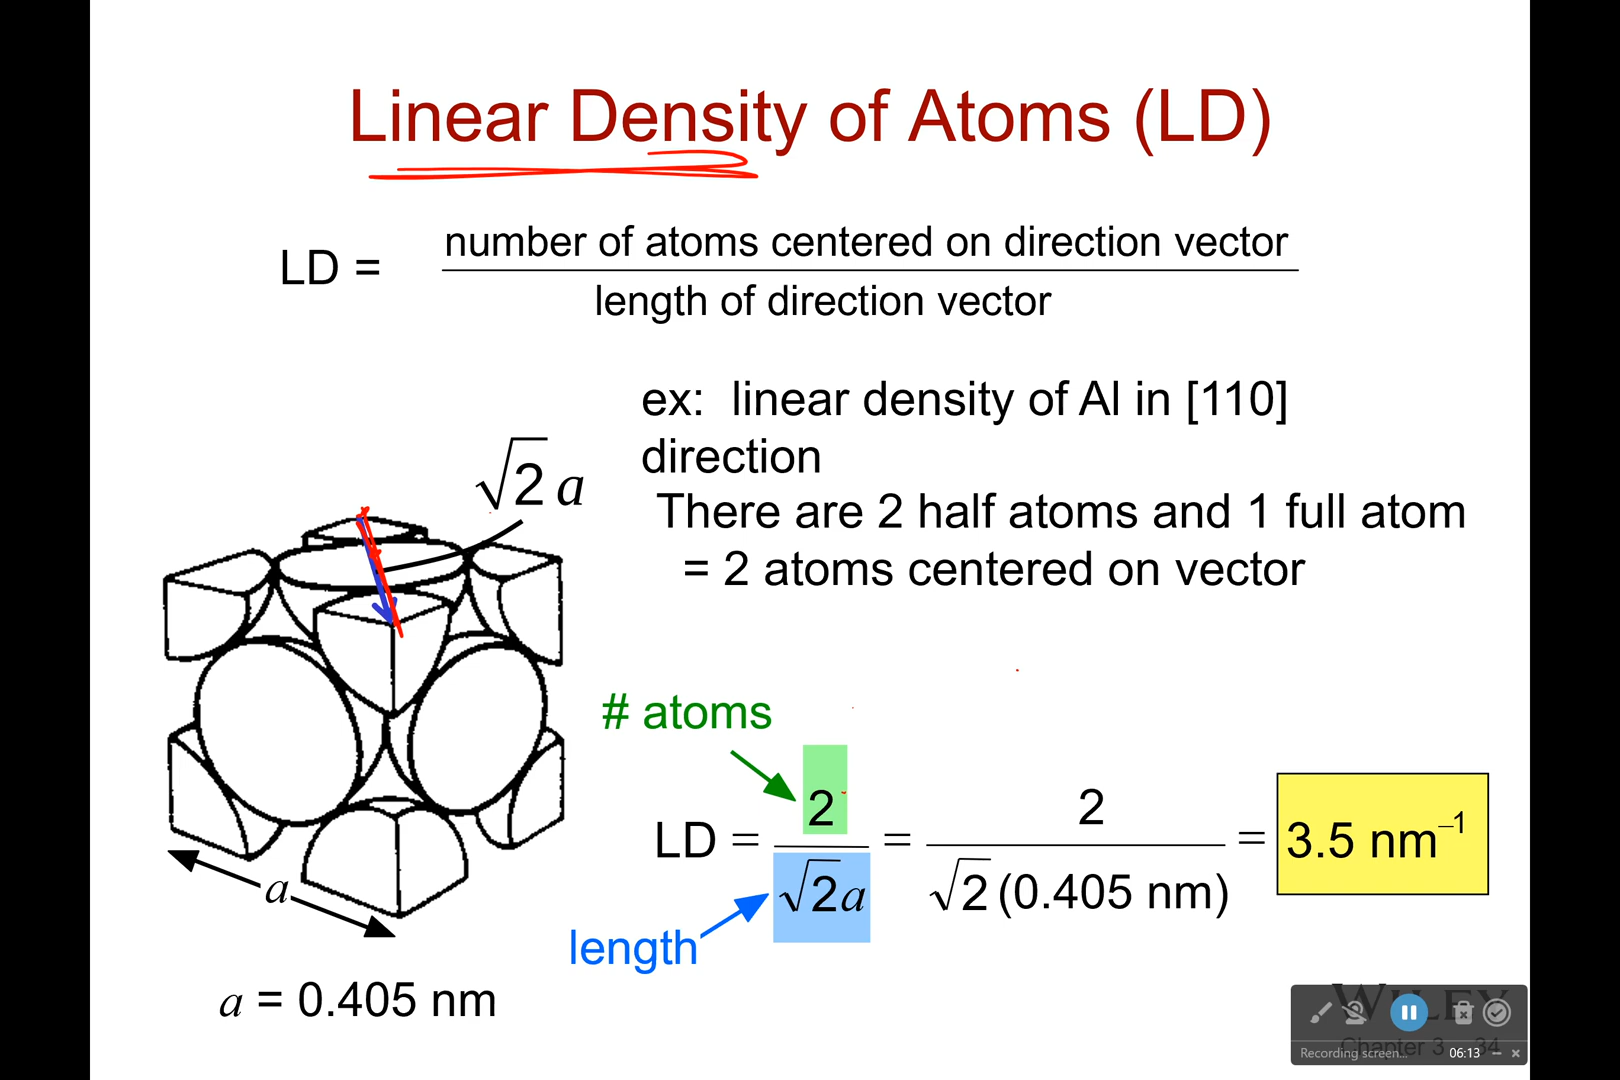 Linear Density of Atoms (LD)
LD = number of atoms centered on direction vector
length of direction vector
ex: linear density of Al in [110]
direction
√2 a
There are 2 half atoms and 1 full atom
= 2 atoms centered on vector
# atoms
LD = 2 / √2a = 2 / √2 (0.405 nm) = 3.5 nm⁻¹
a
length
a = 0.405 nm
WILEY
Chapter 3 34
Recording screen... 06:13